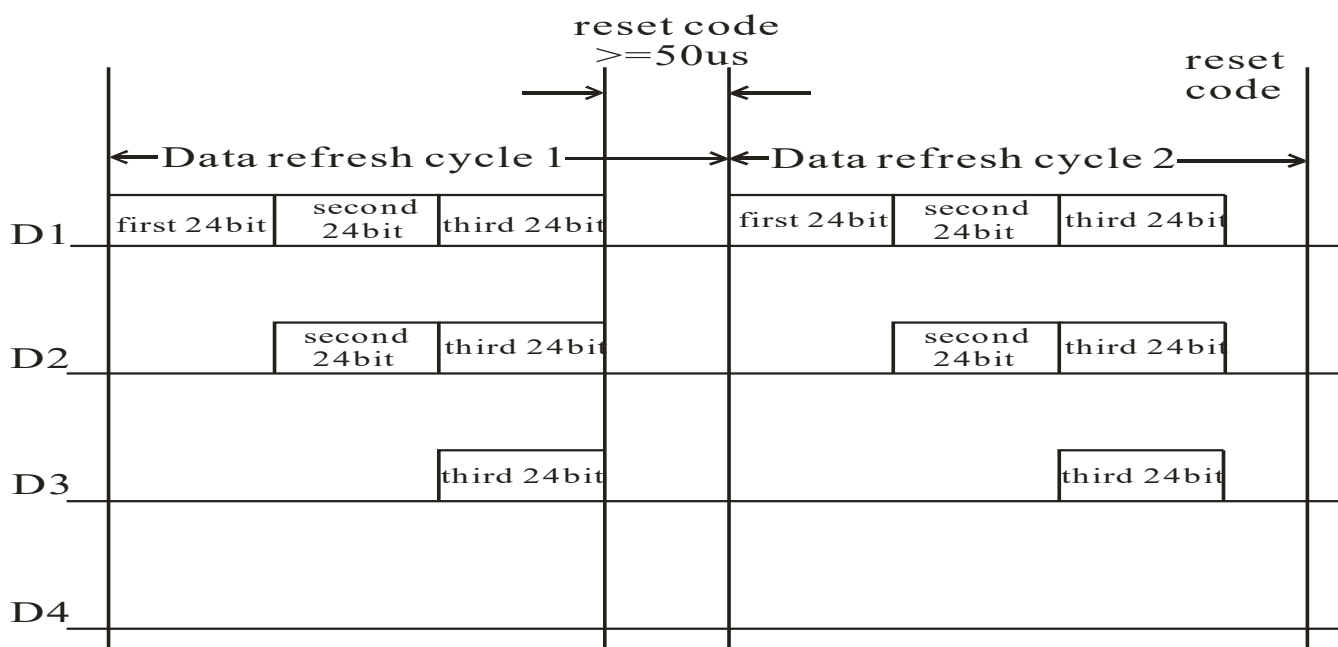 reset code
>=50us
reset
code
Data refresh cycle 1
Data refresh cycle 2
D1
first 24bit
second
24bit
third 24bit
first 24bit
second
24bit
third 24bit
D2
second
24bit
third 24bit
second
24bit
third 24bit
D3
third 24bit
third 24bit
D4